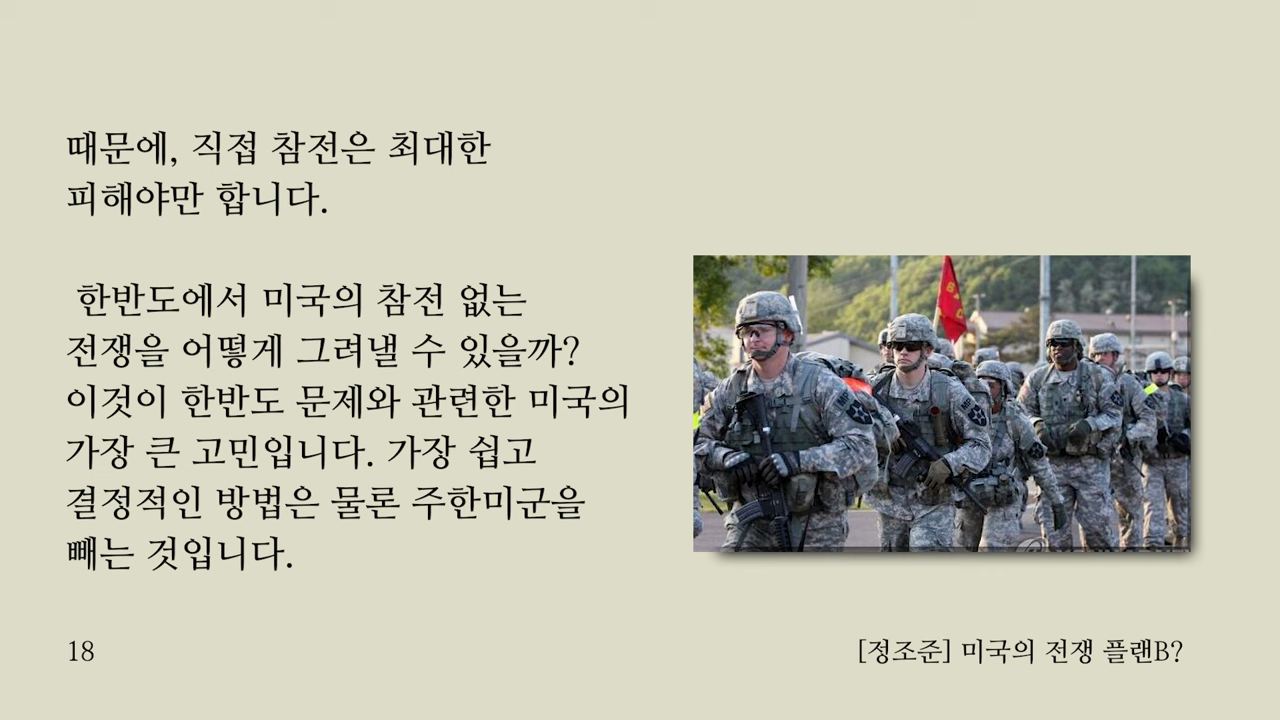 때문에, 직접 참전은 최대한
피해야만 합니다.
한반도에서 미국의 참전 없는
전쟁을 어떻게 그려낼 수 있을까?
이것이 한반도 문제와 관련한 미국의
가장 큰 고민입니다. 가장 쉽고
결정적인 방법은 물론 주한미군을
빼는 것입니다.
18
[정조준] 미국의 전쟁 플랜B?